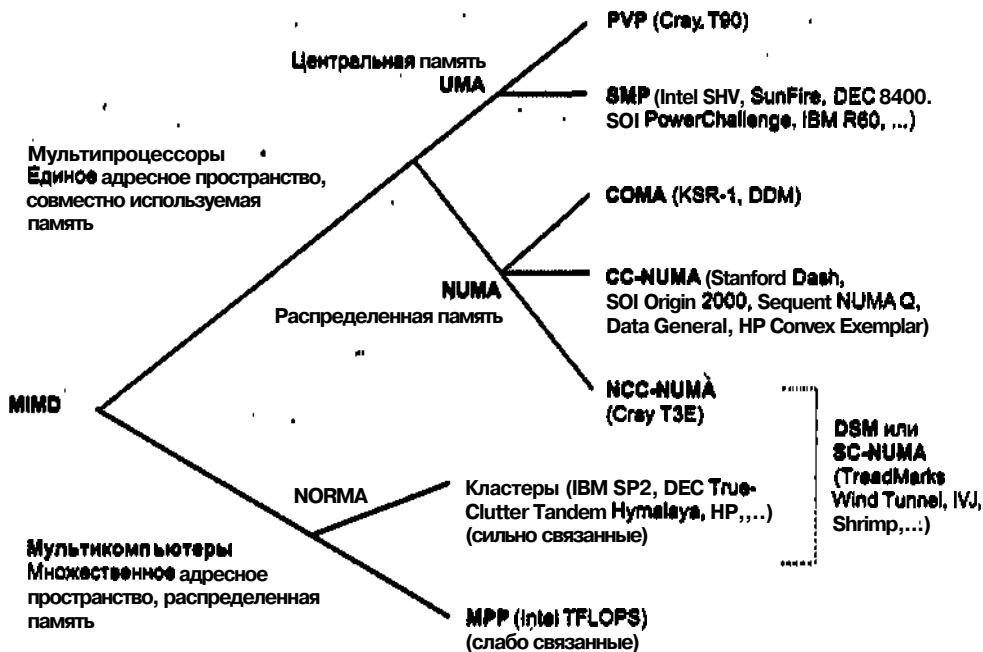 PVP (Cray. T90)
Центральная память
UMA
SMP (Intel SHV, SunFire, DEC 8400.
SOI PowerChallenge, IBM R60, ...)
Мультипроцессоры
Единое адресное пространство,
совместно используемая
память
COMA (KSR-1, DDM)
CC-NUMA (Stanford Dash,
SOI Origin 2000, Sequent NUMA Q,
Data General, HP Convex Exemplar)
NUMA
Распределенная память
NCC-NUMA
(Cray T3E)
MIMD
DSM или
SC-NUMA
(TreadMarks
Wind Tunnel, IVJ,
Shrimp,...)
NORMA
Кластеры (IBM SP2, DEC True-
Clutter Tandem Hymalaya, HP,,..)
(сильно связанные)
Мультикомпьютеры
Множественное адресное
пространство, распределенная
память
MPP (Intel TFLOPS)
(слабо связанные)